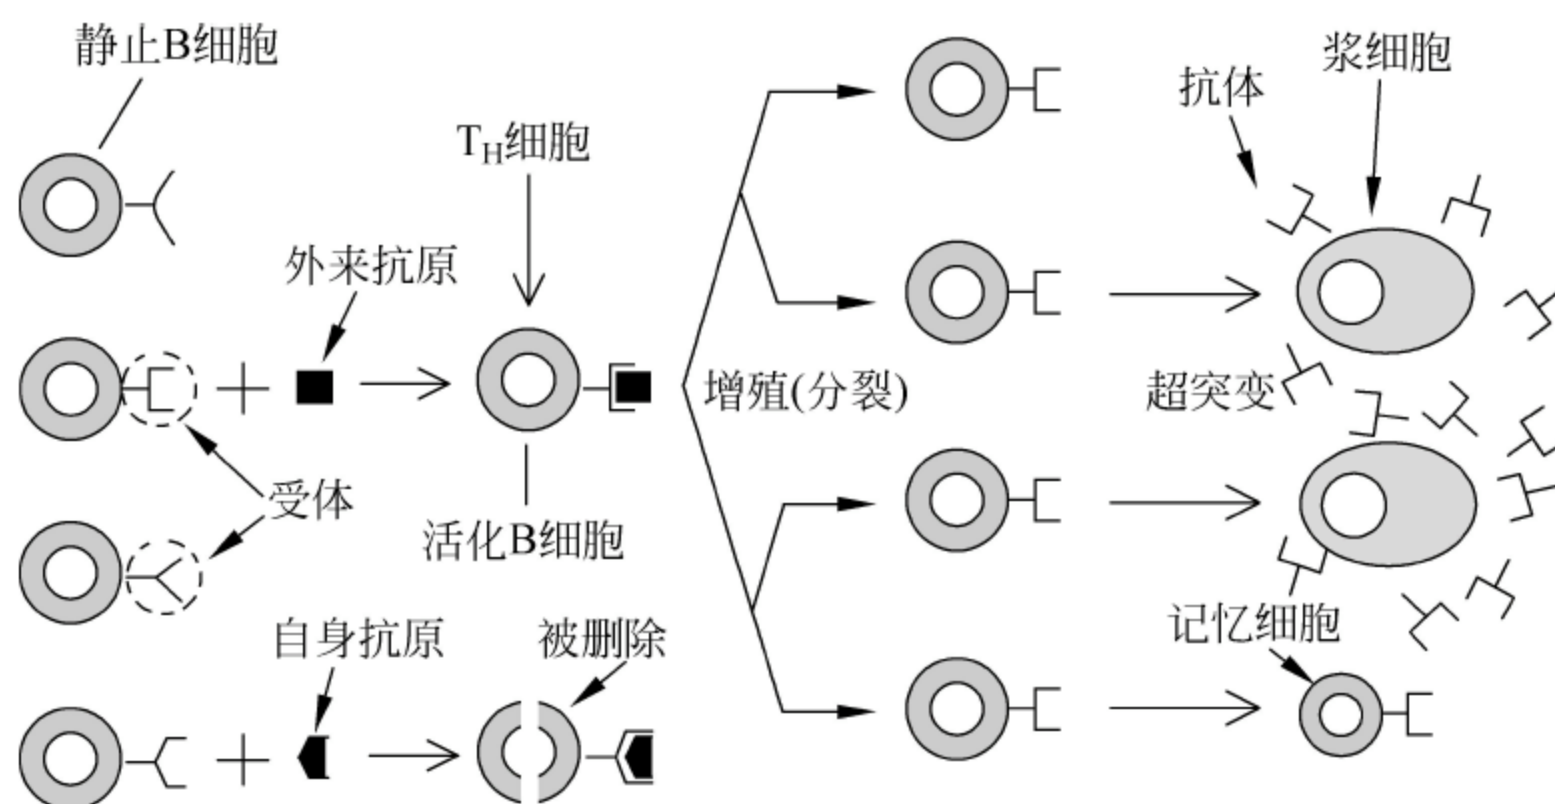 静止B细胞
浆细胞
抗体
TH细胞
外来抗原
增殖(分裂)
超突变
受体
活化B细胞
自身抗原
被删除
记忆细胞